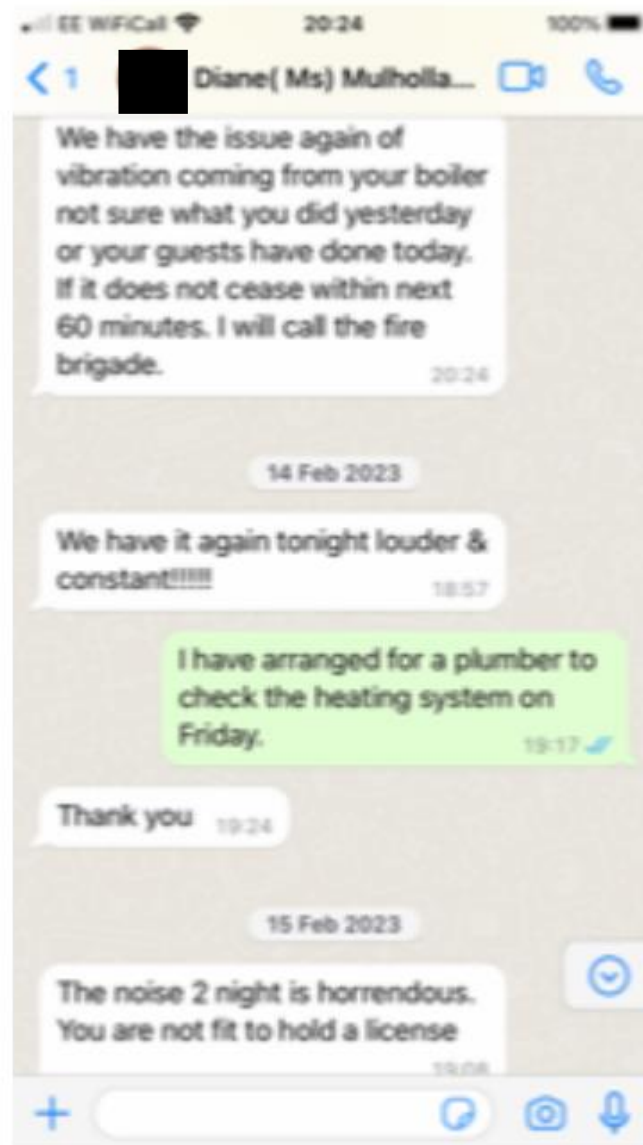 EE WiFiCall 20:24 100%
1 Diane( Ms) Mulholla...
We have the issue again of
vibration coming from your boiler
not sure what you did yesterday
or your guests have done today.
If it does not cease within next
60 minutes. I will call the fire
brigade.
20:24
14 Feb 2023
We have it again tonight louder &
constant!!!!!!
18:57
I have arranged for a plumber to
check the heating system on
Friday.
19:17
Thank you 19:24
15 Feb 2023
The noise 2 night is horrendous.
You are not fit to hold a license
19:08